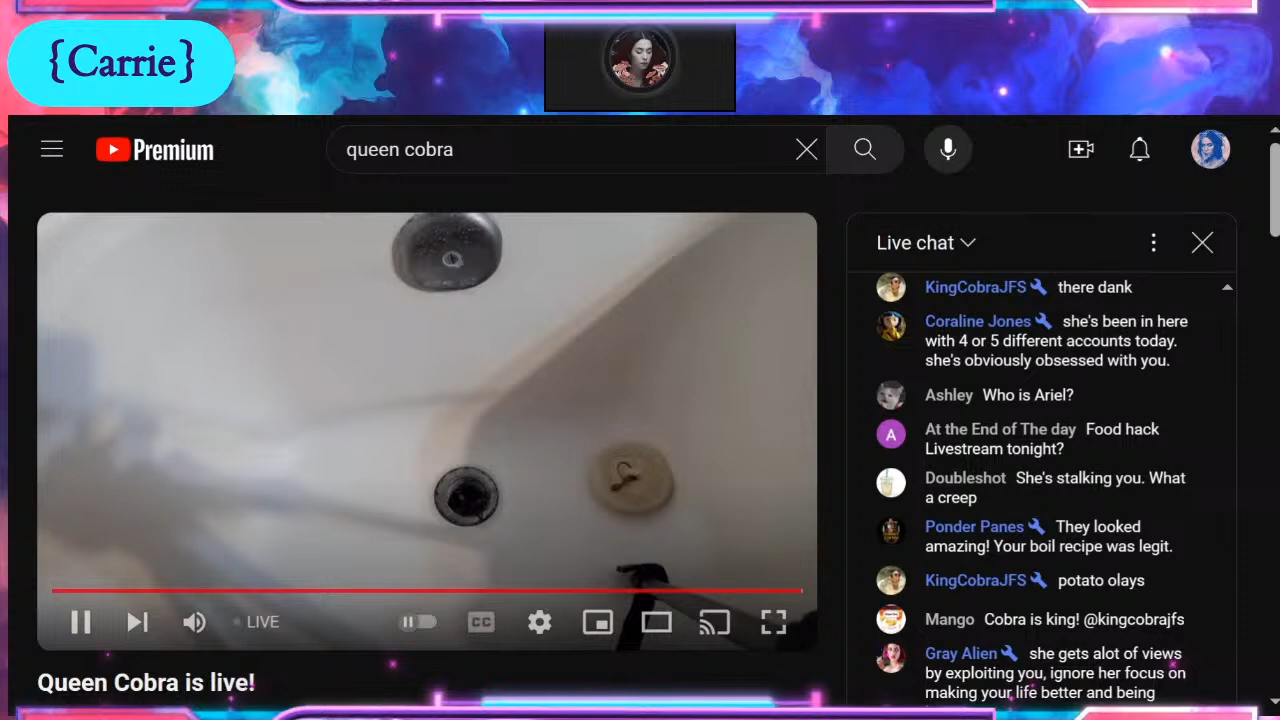 {Carrie}
Premium
queen cobra
Live chat
KingCobraJFS there dank
Coraline Jones she's been in here
with 4 or 5 different accounts today.
she's obviously obsessed with you.
Ashley Who is Ariel?
A
At the End of The day Food hack
Livestream tonight?
Doubleshot She's stalking you. What
a creep
Ponder Panes They looked
amazing! Your boil recipe was legit.
KingCobraJFS potato olays
Mango Cobra is king! @kingcobrajfs
Gray Alien she gets alot of views
by exploiting you, ignore her focus on
making your life better and being
LIVE
CC
Queen Cobra is live!